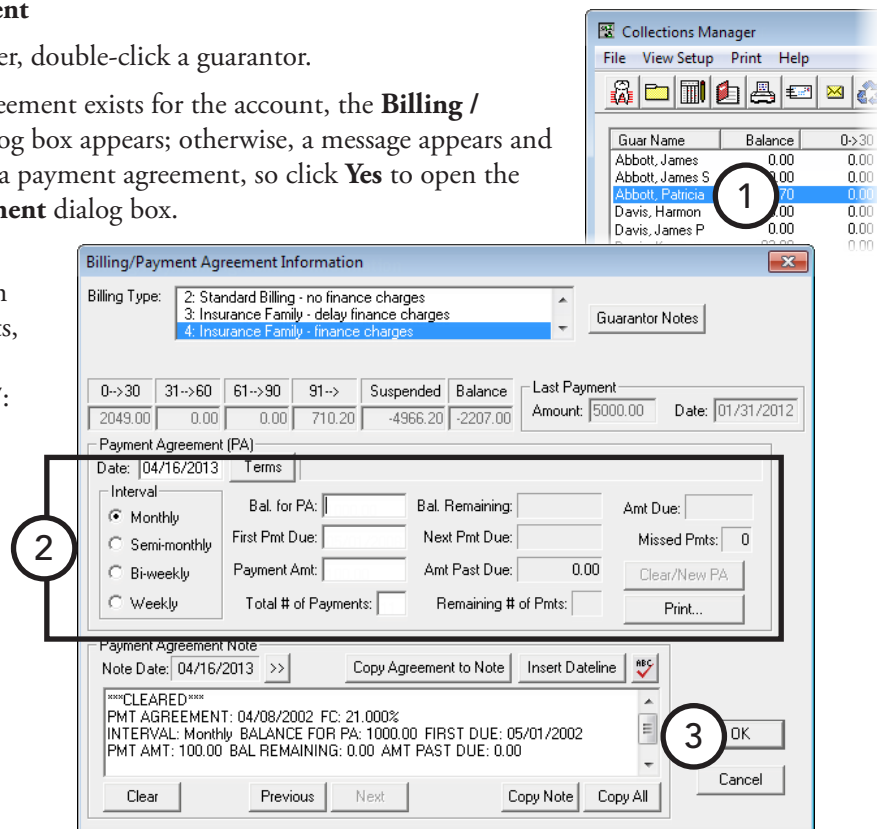 ent
er, double-click a guarantor.
eement exists for the account, the Billing /
og box appears; otherwise, a message appears and
a payment agreement, so click Yes to open the
ment dialog box.
n
ts,
:
Collections Manager
File View Setup Print Help
Guar Name Balance 0->30
Abbott, James 0.00 0.00
Abbott, James S 0.00
Abbott, Patricia 70 0.00
Davis, Harmon .00 0.00
Davis, James P 0.00 0.00
1
Billing/Payment Agreement Information
Billing Type:
2: Standard Billing - no finance charges
3: Insurance Family - delay finance charges
4: Insurance Family - finance charges
Guarantor Notes
0-->30 31-->60 61-->90 91--> Suspended Balance
2049.00 0.00 0.00 710.20 -4966.20 -2207.00
Last Payment
Amount: 5000.00 Date: 01/31/2012
Payment Agreement (PA)
Date: 04/16/2013 Terms
Interval
Monthly
Semi-monthly
Bi-weekly
Weekly
2
Bal. for PA: Bal. Remaining: Amt Due:
First Pmt Due: Next Pmt Due: Missed Pmts: 0
Payment Amt: Amt Past Due: 0.00 Clear/New PA
Total # of Payments: Remaining # of Pmts: Print...
Payment Agreement Note
Note Date: 04/16/2013 >> Copy Agreement to Note Insert Dateline ABC
***CLEARED***
PMT AGREEMENT: 04/08/2002 FC: 21.000%
INTERVAL: Monthly BALANCE FOR PA: 1000.00 FIRST DUE: 05/01/2002
PMT AMT: 100.00 BAL REMAINING: 0.00 AMT PAST DUE: 0.00
3
OK
Cancel
Clear Previous Next Copy Note Copy All